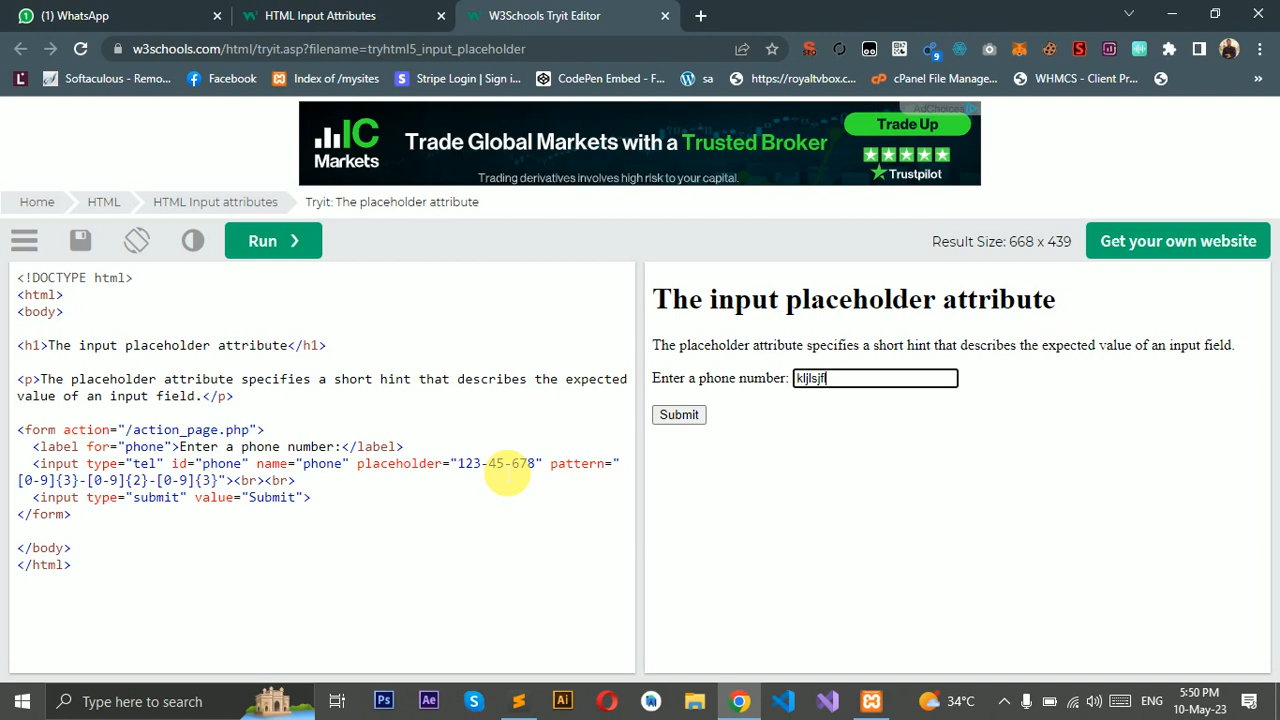 (1) WhatsApp
HTML Input Attributes
W3Schools Tryit Editor
w3schools.com/html/tryit.asp?filename=tryhtml5_input_placeholder
9
Softaculous - Remo...
Facebook
Index of /mysites
Stripe Login | Sign i...
CodePen Embed - F...
sa
https://royaltvbox.c...
cPanel File Manage...
WHMCS - Client Pr...
IC Markets
Trade Global Markets with a Trusted Broker
Trading derivatives involves high risk to your capital.
AdChoices
Trade Up
Trustpilot
Home
HTML
HTML Input attributes
Tryit: The placeholder attribute
Run ❯
Result Size: 668 x 439
Get your own website
<!DOCTYPE html>
<html>
<body>
<h1>The input placeholder attribute</h1>
<p>The placeholder attribute specifies a short hint that describes the expected
value of an input field.</p>
<form action="/action_page.php">
<label for="phone">Enter a phone number:</label>
<input type="tel" id="phone" name="phone" placeholder="123-45-678" pattern="
[0-9]{3}-[0-9]{2}-[0-9]{3}"><br><br>
<input type="submit" value="Submit">
</form>
</body>
</html>
The input placeholder attribute
The placeholder attribute specifies a short hint that describes the expected value of an input field.
Enter a phone number: kljlsjfl
Submit
Type here to search
Ps
Ae
Ai
34°C
ENG
5:50 PM
10-May-23